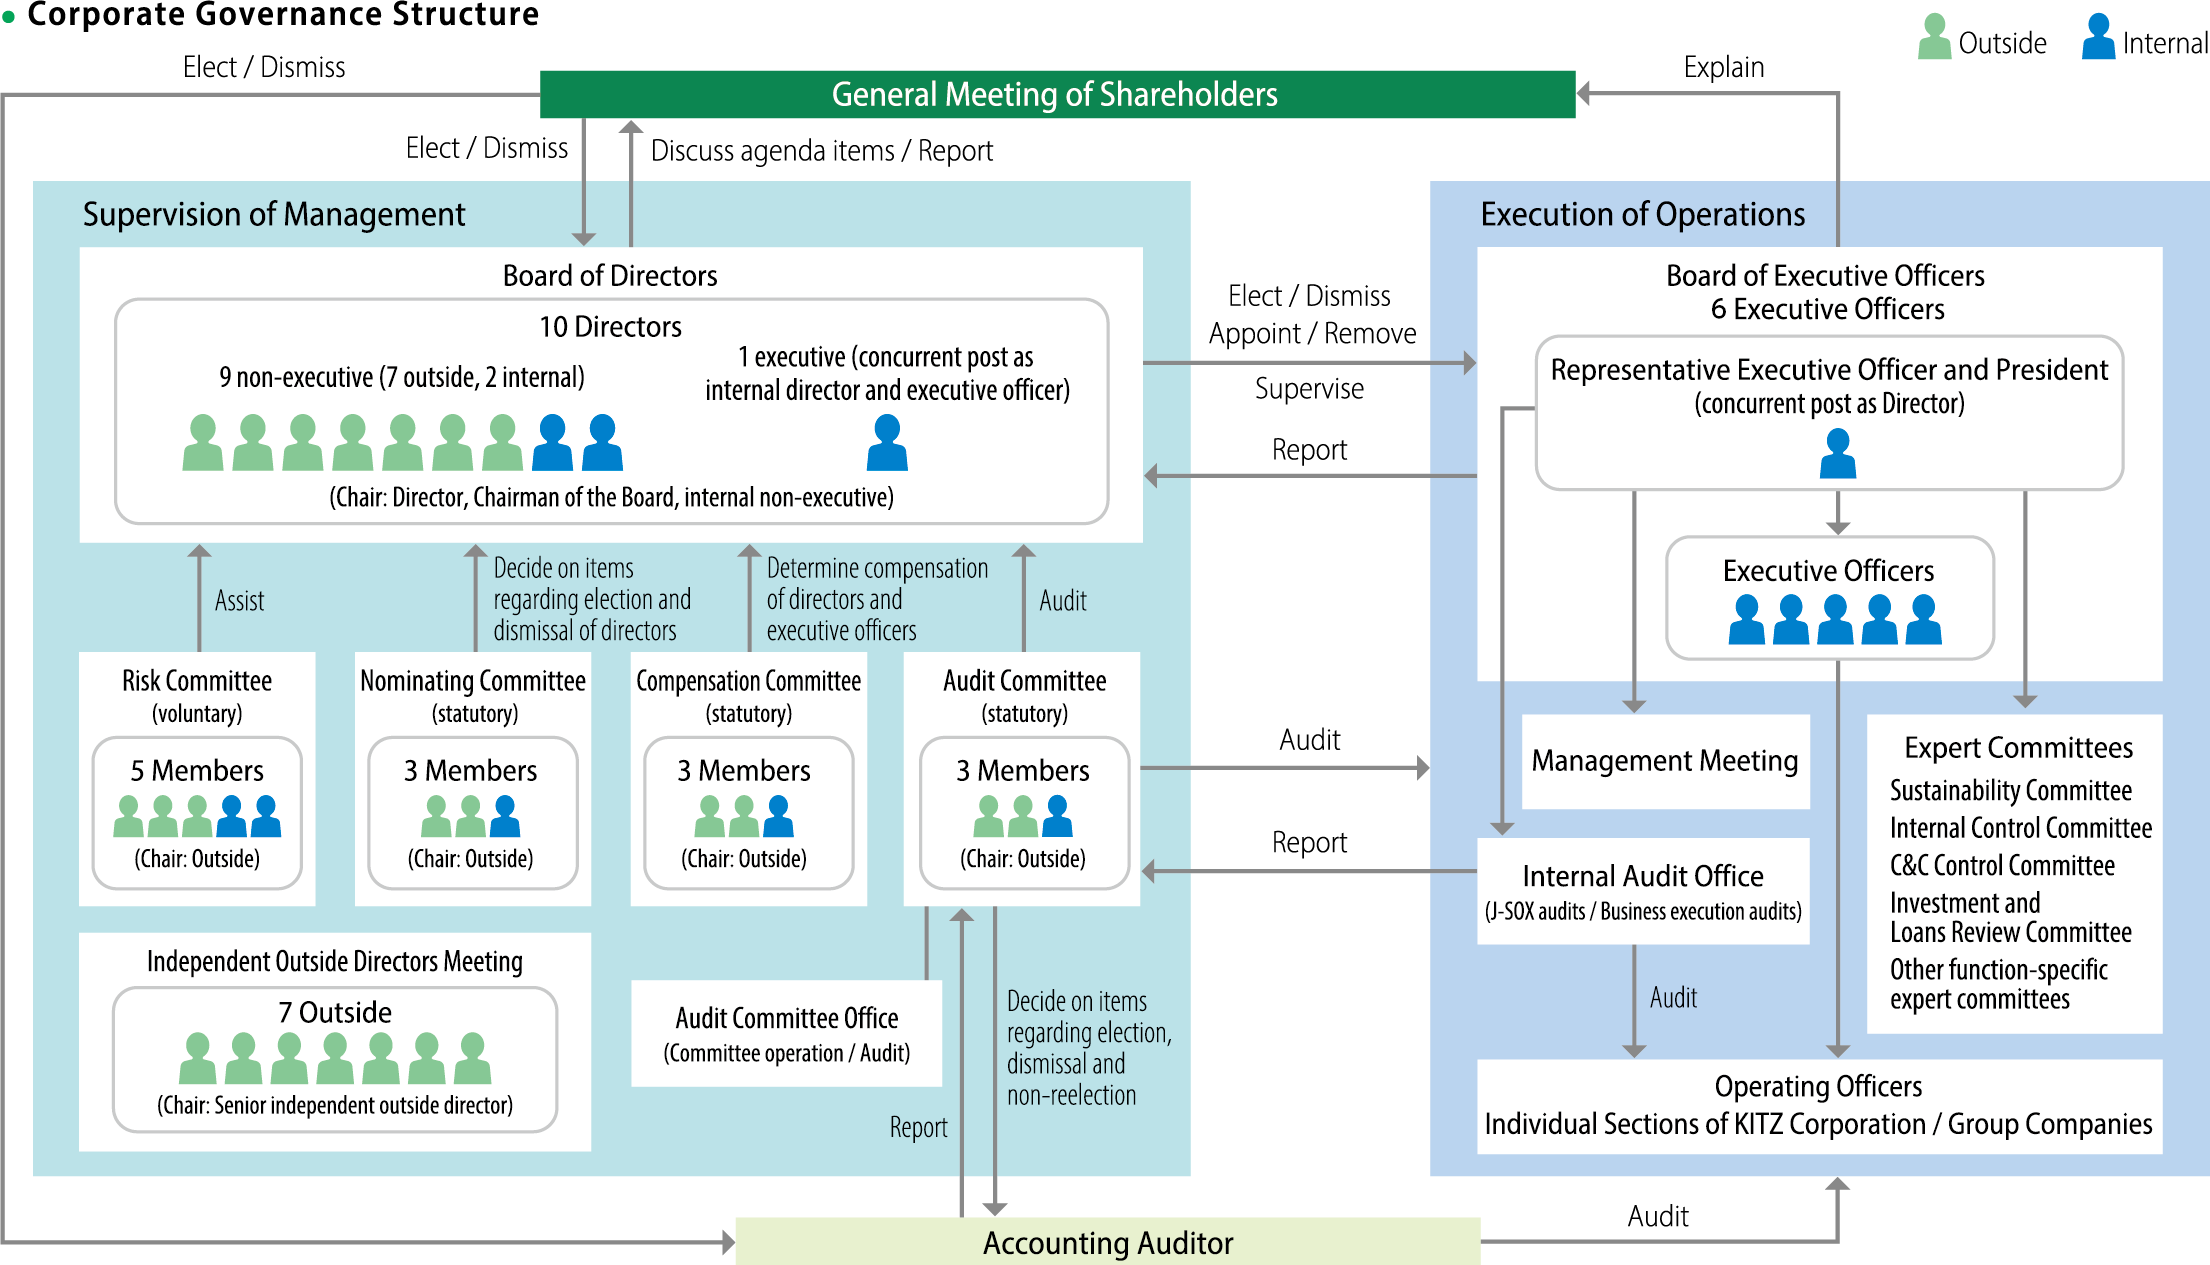 • Corporate Governance Structure
Outside
Internal
Elect / Dismiss
General Meeting of Shareholders
Explain
Elect / Dismiss
Discuss agenda items / Report
Supervision of Management
Board of Directors
10 Directors
9 non-executive (7 outside, 2 internal)
1 executive (concurrent post as
internal director and executive officer)
(Chair: Director, Chairman of the Board, internal non-executive)
Elect / Dismiss
Appoint / Remove
Supervise
Report
Execution of Operations
Board of Executive Officers
6 Executive Officers
Representative Executive Officer and President
(concurrent post as Director)
Executive Officers
Assist
Decide on items
regarding election and
dismissal of directors
Determine compensation
of directors and
executive officers
Audit
Risk Committee
(voluntary)
5 Members
(Chair: Outside)
Nominating Committee
(statutory)
3 Members
(Chair: Outside)
Compensation Committee
(statutory)
3 Members
(Chair: Outside)
Audit Committee
(statutory)
3 Members
(Chair: Outside)
Audit
Report
Management Meeting
Expert Committees
Sustainability Committee
Internal Control Committee
C&C Control Committee
Investment and
Loans Review Committee
Other function-specific
expert committees
Internal Audit Office
(J-SOX audits / Business execution audits)
Audit
Independent Outside Directors Meeting
7 Outside
(Chair: Senior independent outside director)
Audit Committee Office
(Committee operation / Audit)
Decide on items
regarding election,
dismissal and
non-reelection
Report
Operating Officers
Individual Sections of KITZ Corporation / Group Companies
Accounting Auditor
Audit